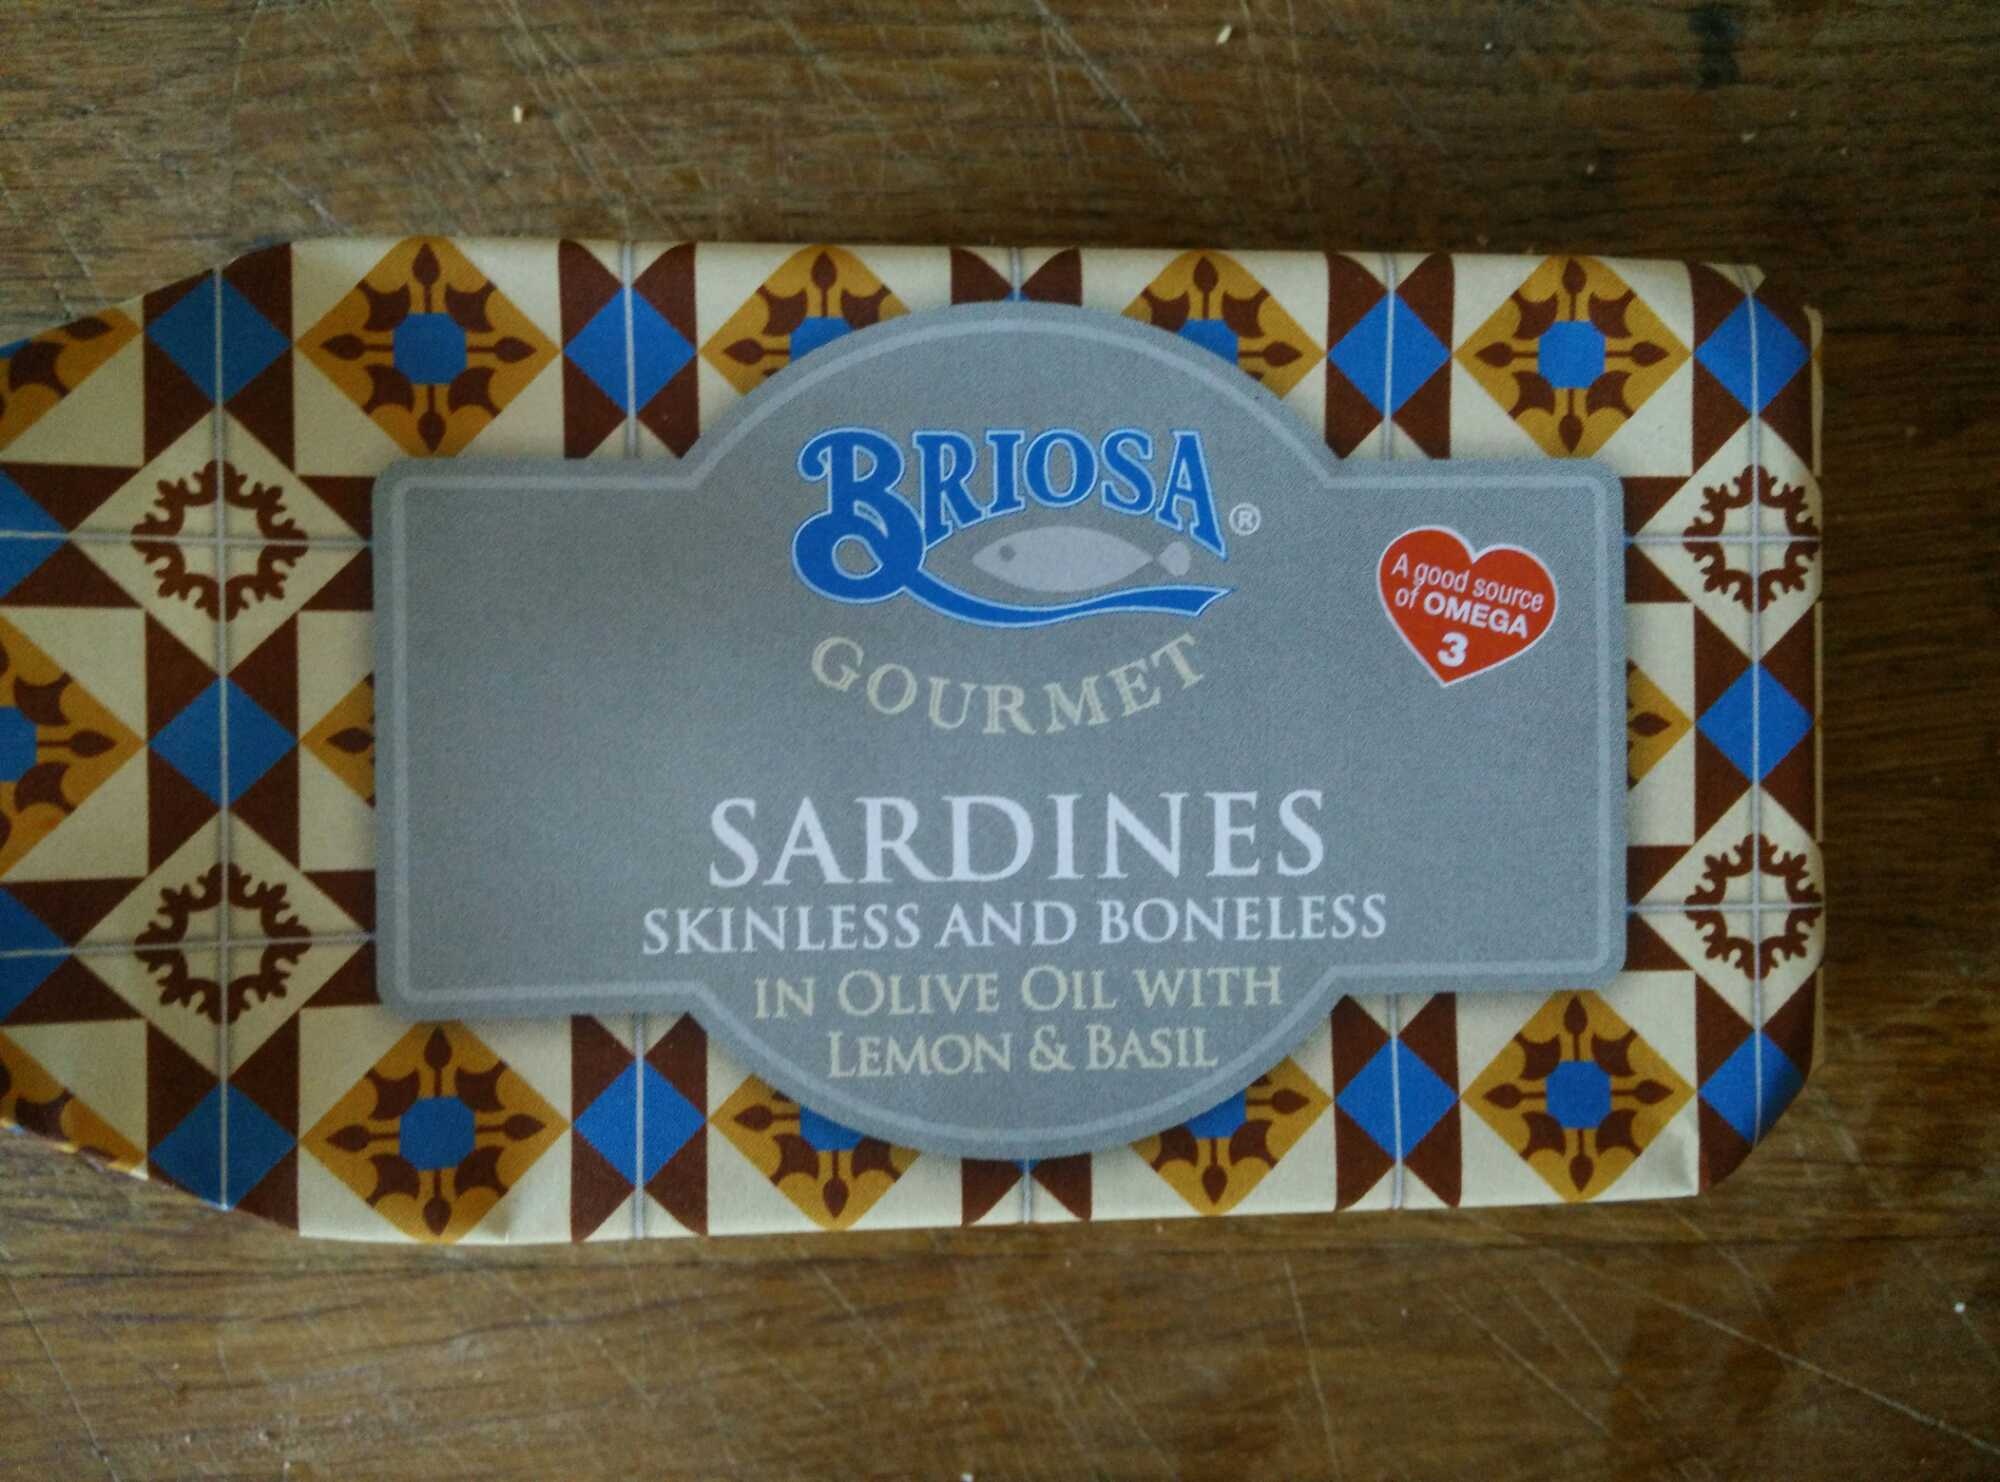 BRIOSA®
GOURMET
A good source
of OMEGA
3
SARDINES
SKINLESS AND BONELESS
IN OLIVE OIL WITH
LEMON & BASIL